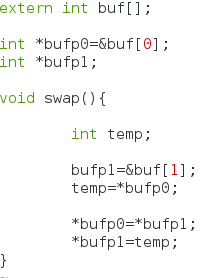 extern int buf[];
int *bufp0=&buf[0];
int *bufp1;
void swap(){
int temp;
bufp1=&buf[1];
temp=*bufp0;
*bufp0=*bufp1;
*bufp1=temp;
}